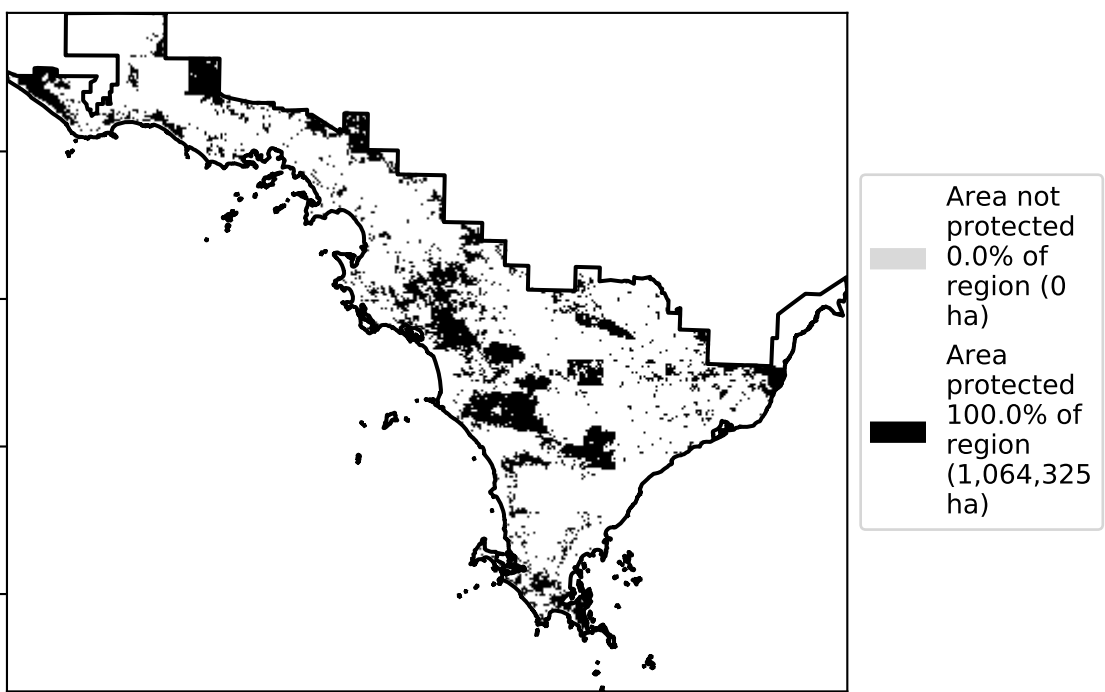 Area not
protected
0.0% of
region (0
ha)
Area
protected
100.0% of
region
(1,064,325
ha)